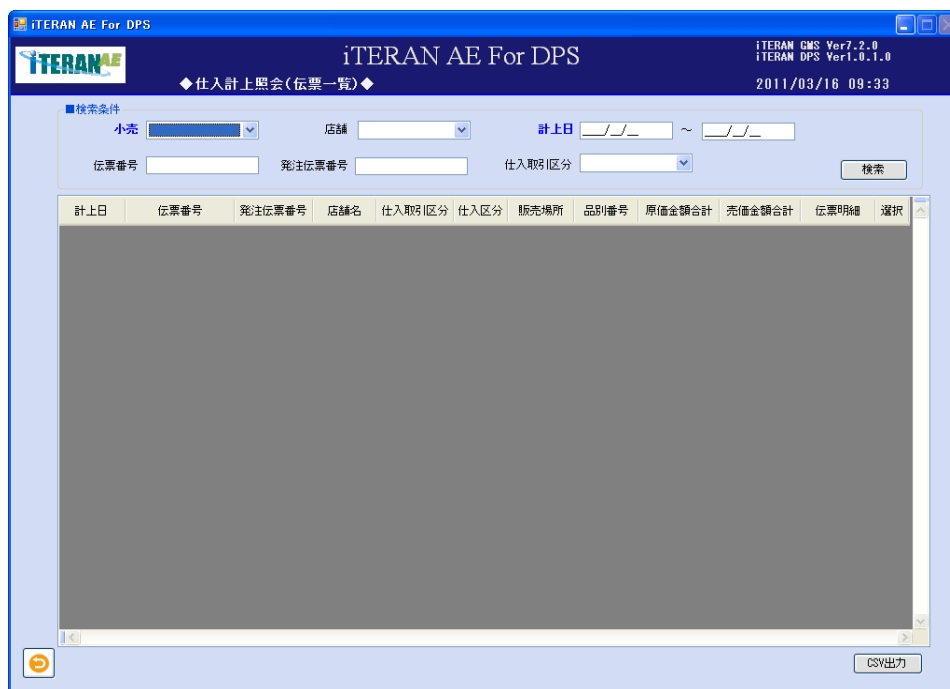 iTERAN AE For DPS
iTERAN AE
iTERAN AE For DPS
iTERAN GMS Ver7.2.0
iTERAN DPS Ver1.0.1.0
◆仕入計上照会(伝票一覧)◆
2011/03/16 09:33
■検索条件
小売 店舗 計上日 __/_/_ ～ __/_/_
伝票番号 発注伝票番号 仕入取引区分 検索
計上日 伝票番号 発注伝票番号 店舗名 仕入取引区分 仕入区分 販売場所 品別番号 原価金額合計 売価金額合計 伝票明細 選択
CSV出力